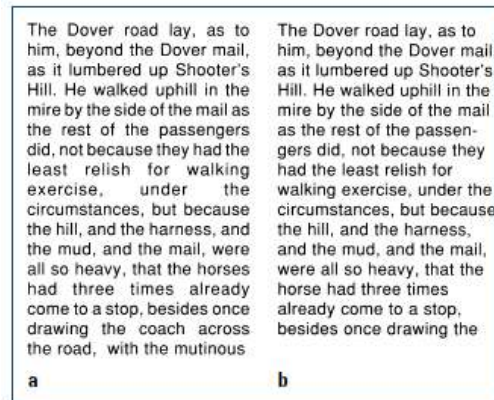 The Dover road lay, as to
him, beyond the Dover mail,
as it lumbered up Shooter's
Hill. He walked uphill in the
mire by the side of the mail as
the rest of the passengers
did, not because they had the
least relish for walking
exercise, under the
circumstances, but because
the hill, and the harness, and
the mud, and the mail, were
all so heavy, that the horses
had three times already
come to a stop, besides once
drawing the coach across
the road, with the mutinous
a
The Dover road lay, as to
him, beyond the Dover mail
as it lumbered up Shooter's
Hill. He walked uphill in the
mire by the side of the mail
as the rest of the passen-
gers did, not because they
had the least relish for
walking exercise, under the
circumstances, but because
the hill, and the harness,
and the mud, and the mail,
were all so heavy, that the
horse had three times
already come to a stop,
besides once drawing the
b